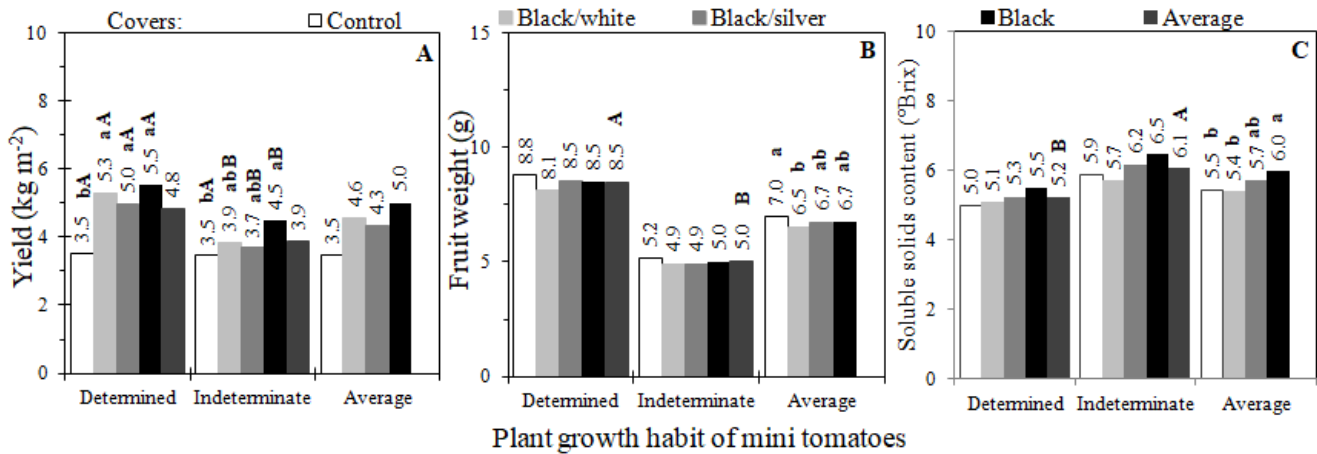 Covers: Control Black/white Black/silver Black Average
A
Yield (kg m-2)
10
8
6
4
2
0
3.5 bA
5.3 a A
5.0 aA
5.5 aA
4.8
3.5 bA
3.9 abB
3.7 abB
4.5 aB
3.9
3.5
4.6
4.3
5.0
Determined Indeterminate Average
B
Fruit weight (g)
15
10
5
0
8.8
8.1
8.5
8.5
8.5 A
5.2
4.9
4.9
5.0
5.0 B
7.0 a
6.5 b
6.7 ab
6.7 ab
Determined Indeterminate Average
C
Soluble solids content (ºBrix)
10
8
6
4
2
0
5.0
5.1
5.3
5.5
5.2 B
5.9
5.7
6.2
6.5
6.1 A
5.5 b
5.4 b
5.7 ab
6.0 a
Determined Indeterminate Average
Plant growth habit of mini tomatoes